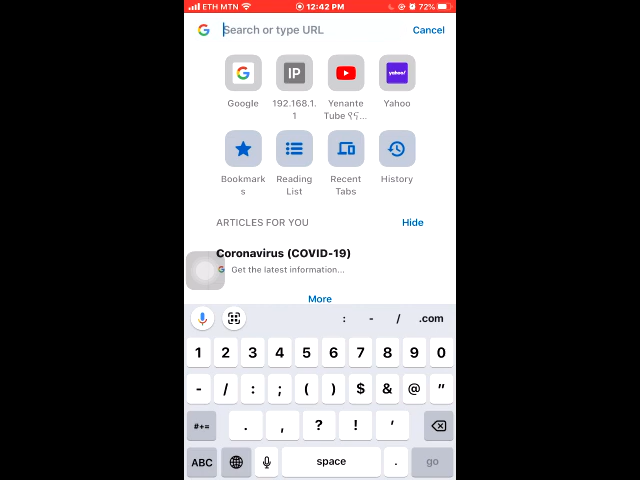 ETH MTN 12:42 PM 72%
Search or type URL Cancel
IP yahoo!
Google 192.168.1.1 Yenante Tube Yahoo
Bookmarks Reading List Recent Tabs History
ARTICLES FOR YOU Hide
Coronavirus (COVID-19)
G Get the latest information...
More
: - / .com
1 2 3 4 5 6 7 8 9 0
- / : ; ( ) $ & @ "
#+= . , ? ! '
ABC space . go